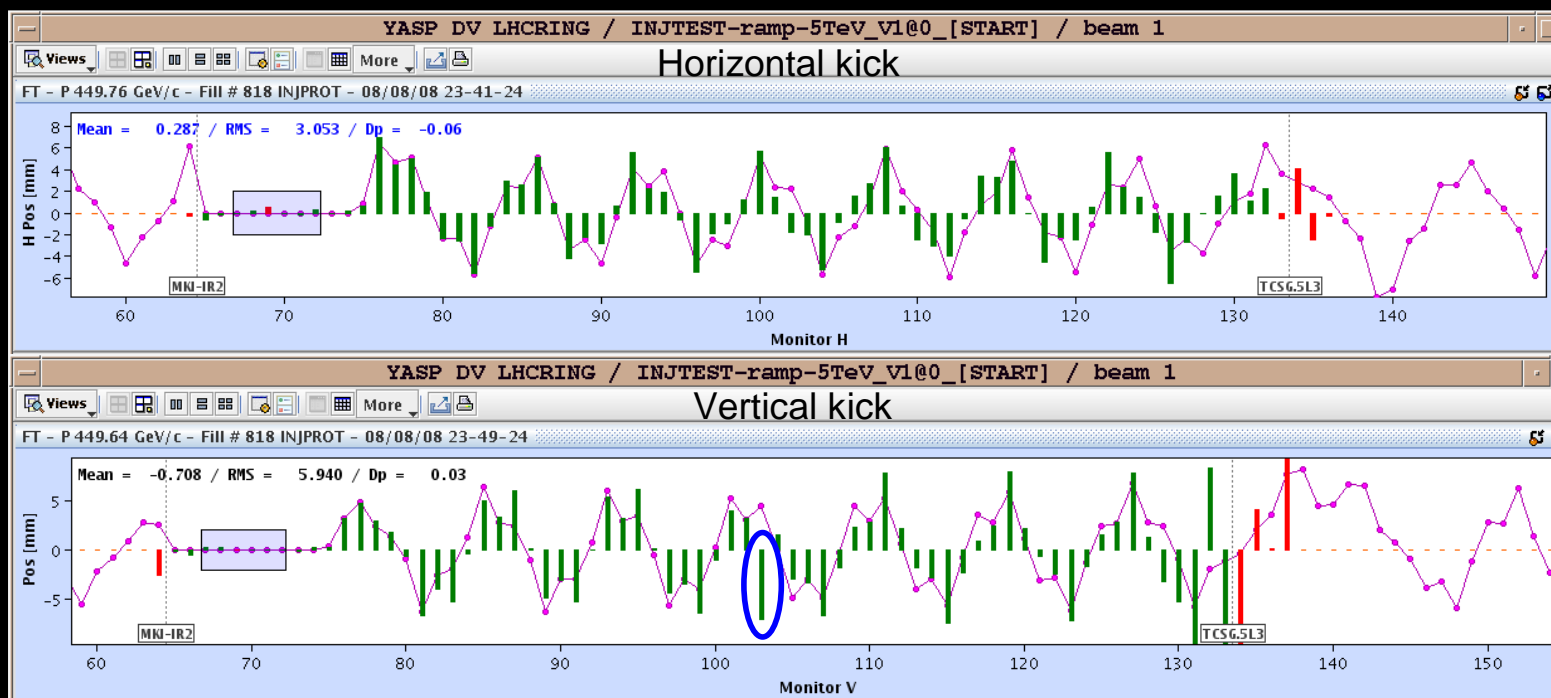 YASP DV LHCRING / INJTEST-ramp-5TeV_V1@0_[START] / beam 1
Views More Horizontal kick
FT - P 449.76 GeV/c - Fill # 818 INJPROT - 08/08/08 23-41-24
Mean = 0.287 / RMS = 3.053 / Dp = -0.06
H Pos [mm]
8
6
4
2
0
-2
-4
-6
MKI-IR2 TCSG.5L3
60 70 80 90 100 110 120 130 140
Monitor H
YASP DV LHCRING / INJTEST-ramp-5TeV_V1@0_[START] / beam 1
Views More Vertical kick
FT - P 449.64 GeV/c - Fill # 818 INJPROT - 08/08/08 23-49-24
Mean = -0.708 / RMS = 5.940 / Dp = 0.03
Pos [mm]
5
0
-5
MKI-IR2 TCSG.5L3
60 70 80 90 100 110 120 130 140 150
Monitor V